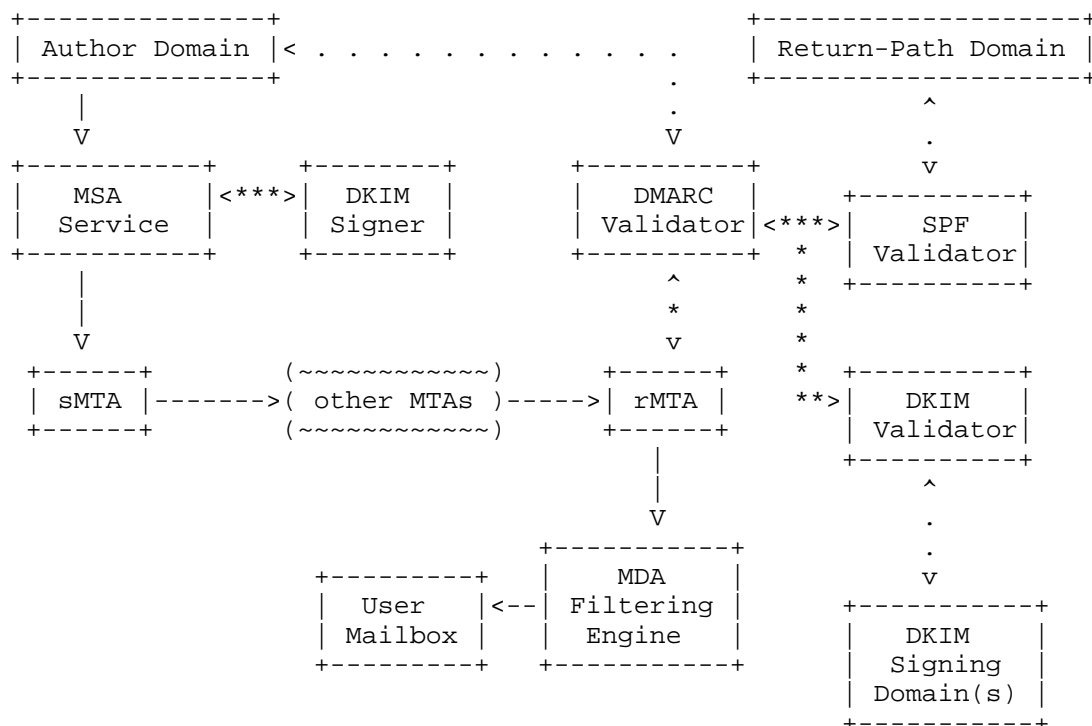 +---------------+                             +--------------------+
| Author Domain |< . . . . . . . . . . . .    | Return-Path Domain |
+---------------+                        .    +--------------------+
    |                                    .               ^
    V                                    V               .
+-----------+     +--------+       +----------+          v
|   MSA     |<***>|  DKIM  |       |   DMARC  |     +----------+
|  Service  |     | Signer |       | Validator|<***>|    SPF   |
+-----------+     +--------+       +----------+  *  | Validator|
    |                                    ^       *  +----------+
    |                                    *       *
    V                                    v       *
 +------+        (~~~~~~~~~~~~)      +------+    *  +----------+
 | sMTA |------->( other MTAs )----->| rMTA |    **>|   DKIM   |
 +------+        (~~~~~~~~~~~~)      +------+       | Validator|
                                        |           +----------+
                                        |                ^
                                        V                .
                                 +-----------+           .
                   +---------+   |    MDA    |           v
                   |  User   |<--| Filtering |      +-----------+
                   | Mailbox |   |  Engine   |      |   DKIM    |
                   +---------+   +-----------+      |  Signing  |
                                                    | Domain(s) |
                                                    +-----------+